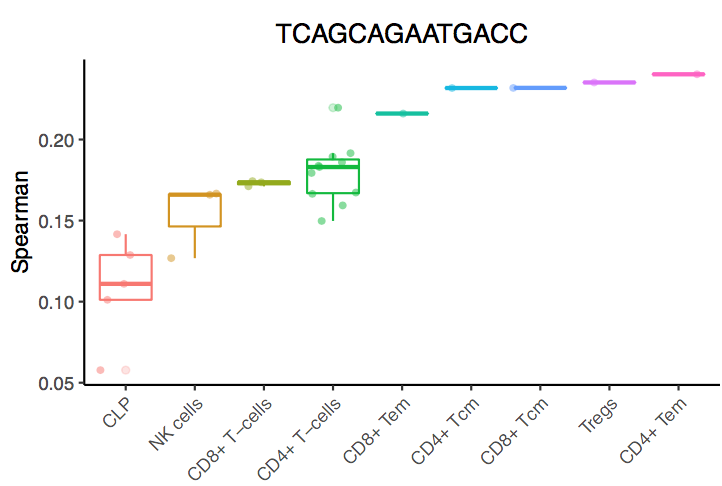 TCAGCAGAATGACC
Spearman
0.20
0.15
0.10
0.05
CLP
NK cells
CD8+ T−cells
CD4+ T−cells
CD8+ Tem
CD4+ Tcm
CD8+ Tcm
Tregs
CD4+ Tem